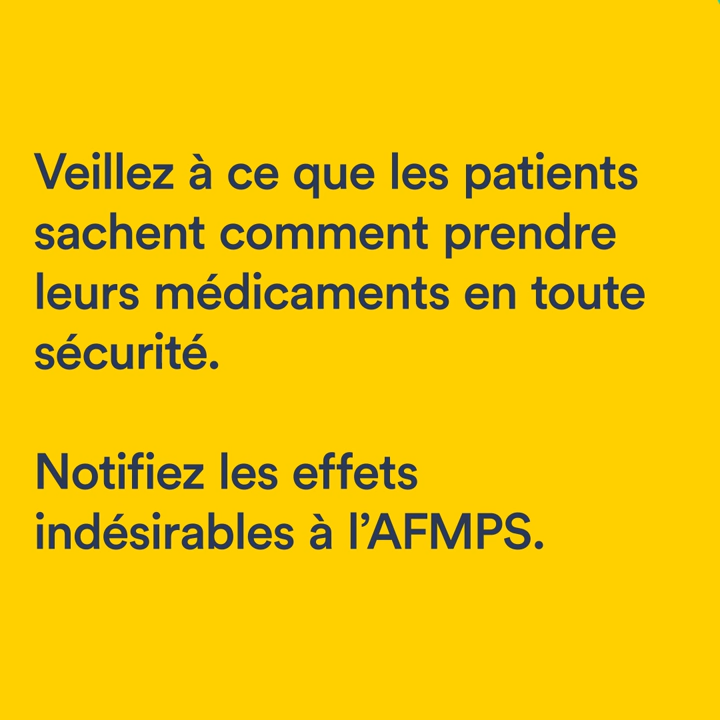 Veillez à ce que les patients
sachent comment prendre
leurs médicaments en toute
sécurité.
Notifiez les effets
indésirables à l’AFMPS.